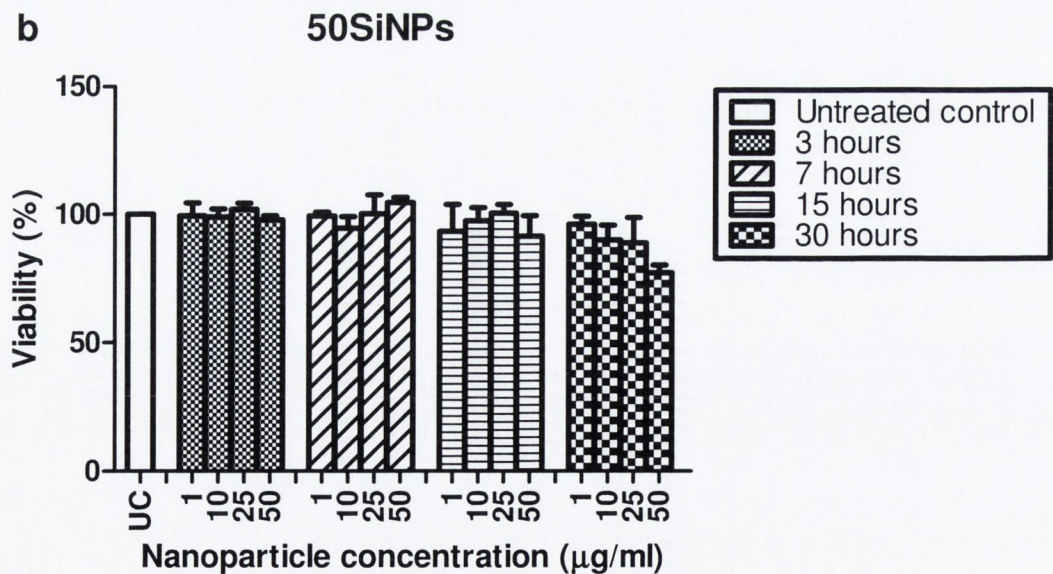 b
50SiNPs
150
100
50
0
Viability (%)
UC 1 10 25 50 1 10 25 50 1 10 25 50 1 10 25 50
Nanoparticle concentration (μg/ml)
Untreated control
3 hours
7 hours
15 hours
30 hours